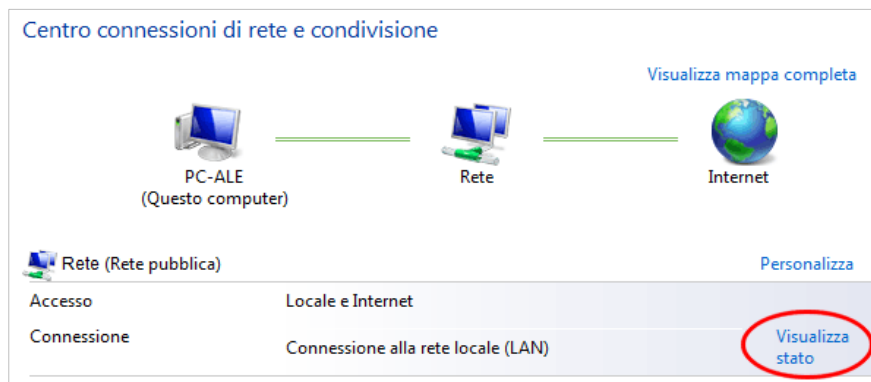 Centro connessioni di rete e condivisione
Visualizza mappa completa
PC-ALE
(Questo computer)
Rete
Internet
Rete (Rete pubblica)
Personalizza
Accesso
Locale e Internet
Connessione
Connessione alla rete locale (LAN)
Visualizza
stato